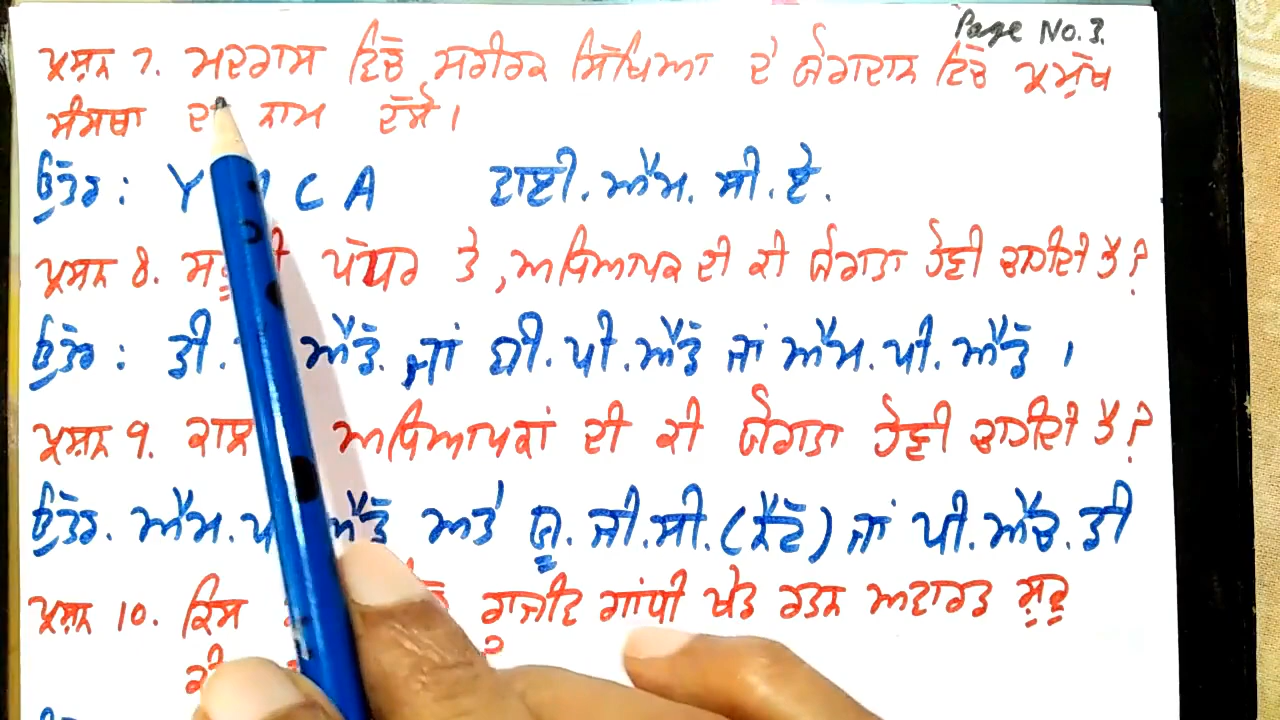 Page No.3.
ਪ੍ਰਸ਼ਨ 7. ਮਦਰਾਸ ਵਿੱਚ ਸਰੀਰਕ ਸਿੱਖਿਆ ਦੇ ਯੋਗਦਾਨ ਵਿੱਚ ਪ੍ਰਮੁੱਖ
ਸੰਸਥਾ ਦਾ ਨਾਮ ਦੱਸੋ।
ਉੱਤਰ: Y C A ਵਾਈ.ਐੱਮ.ਸੀ.ਏ.
ਪ੍ਰਸ਼ਨ 8. ਪੱਧਰ ਤੇ, ਅਧਿਆਪਕ ਦੀ ਕੀ ਯੋਗਤਾ ਹੋਣੀ ਚਾਹੀਦੀ ਹੈ?
ਉੱਤਰ: ਡੀ. ਐੱਡ. ਜਾਂ ਬੀ.ਪੀ.ਐੱਡ ਜਾਂ ਐੱਮ.ਪੀ.ਐੱਡ ।
ਪ੍ਰਸ਼ਨ 9. ਅਧਿਆਪਕਾਂ ਦੀ ਕੀ ਯੋਗਤਾ ਹੋਣੀ ਚਾਹੀਦੀ ਹੈ?
ਉੱਤਰ. ਐੱਮ.ਪੀ ਐੱਡ ਅਤੇ ਯੂ.ਜੀ.ਸੀ.(ਨੈੱਟ) ਜਾਂ ਪੀ.ਐੱਚ.ਡੀ
ਪ੍ਰਸ਼ਨ 10. ਕਿਸ ਰਾਜੀਵ ਗਾਂਧੀ ਖੇਡ ਰਤਨ ਅਵਾਰਡ ਸ਼ੁਰੂ